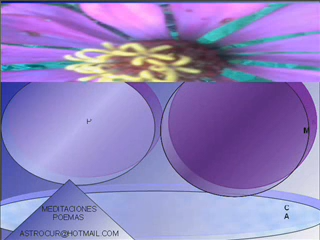 M
C
A
MEDITACIONES
POEMAS
ASTROCUR@HOTMAIL.COM